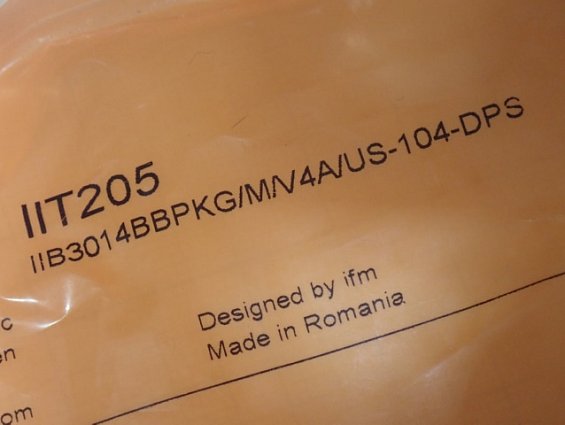 IIT205
IIB3014BBPKG/M/V4A/US-104-DPS
Designed by ifm
Made in Romania